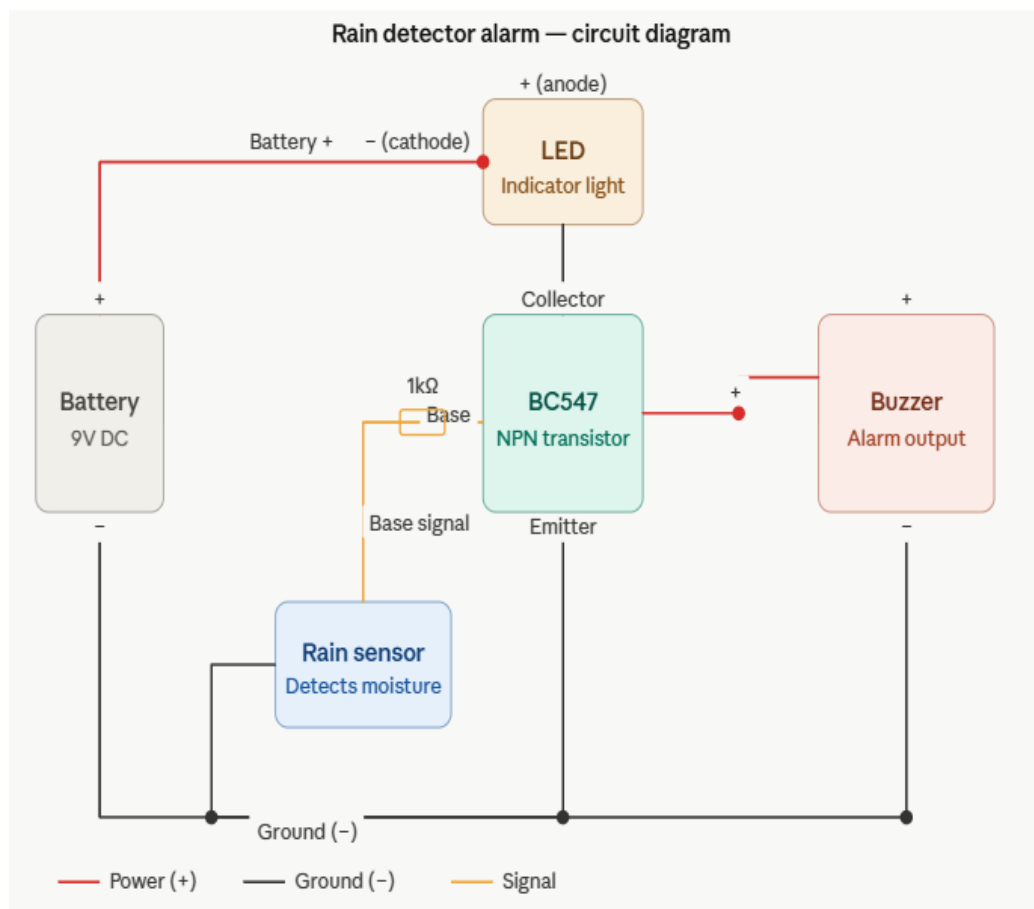 Rain detector alarm — circuit diagram
+ (anode)
Battery +
− (cathode)
LED
Indicator light
+
Collector
+
Battery
9V DC
1kΩ
Base
BC547
NPN transistor
+
Buzzer
Alarm output
−
Base signal
Emitter
−
Rain sensor
Detects moisture
Ground (−)
Power (+)
Ground (−)
Signal